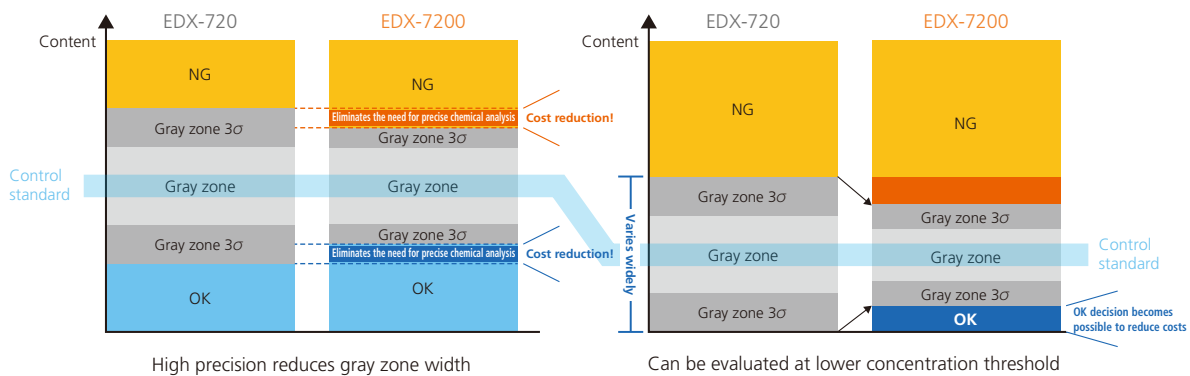 EDX-720
EDX-7200
Content
NG
NG
Eliminates the need for precise chemical analysis
Cost reduction!
Gray zone 3σ
Gray zone 3σ
Control
standard
Gray zone
Gray zone
Gray zone 3σ
Gray zone 3σ
Eliminates the need for precise chemical analysis
Cost reduction!
OK
OK
High precision reduces gray zone width
EDX-720
EDX-7200
Content
NG
NG
Varies widely
Gray zone 3σ
Gray zone 3σ
Gray zone
Gray zone
Control
standard
Gray zone 3σ
Gray zone 3σ
OK
OK decision becomes
possible to reduce costs
Can be evaluated at lower concentration threshold